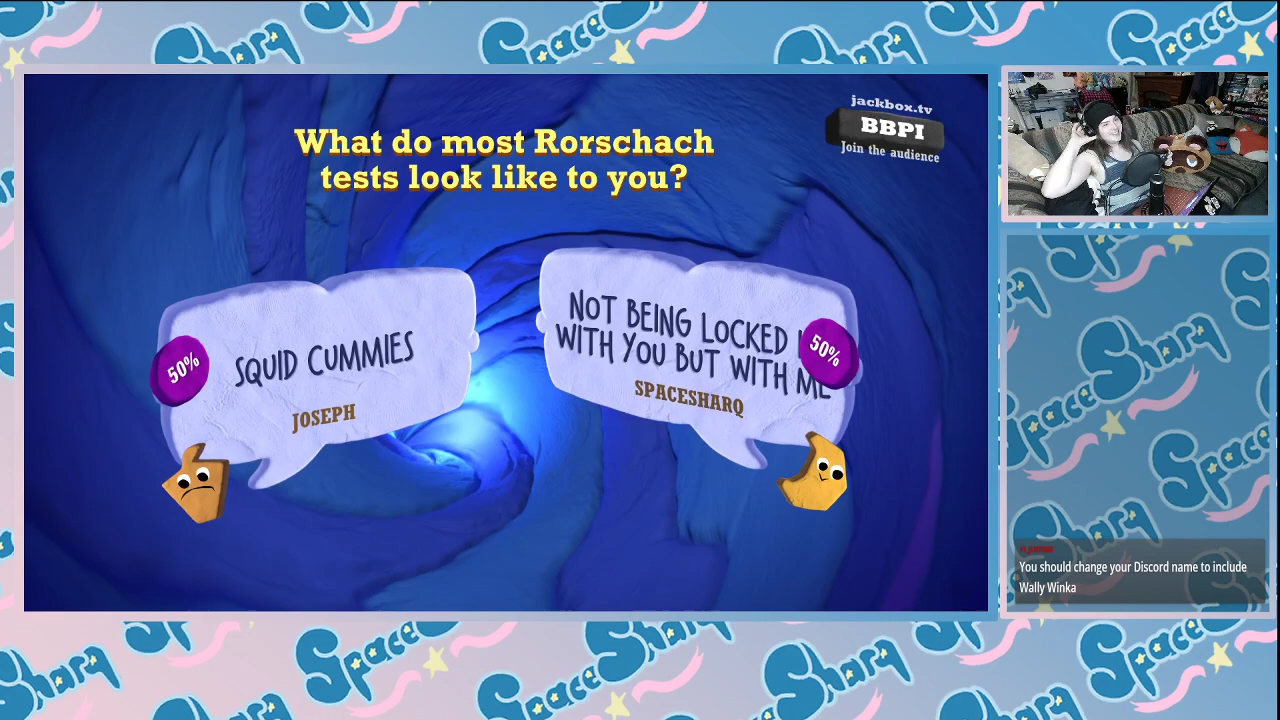 What do most Rorschach
tests look like to you?
jackbox.tv
BBPI
Join the audience
SQUID CUMMIES
50%
JOSEPH
NOT BEING LOCKED
WITH YOU BUT WITH ME
50%
SPACESHARQ
You should change your Discord name to include
Wally Winka
Space
Sharq